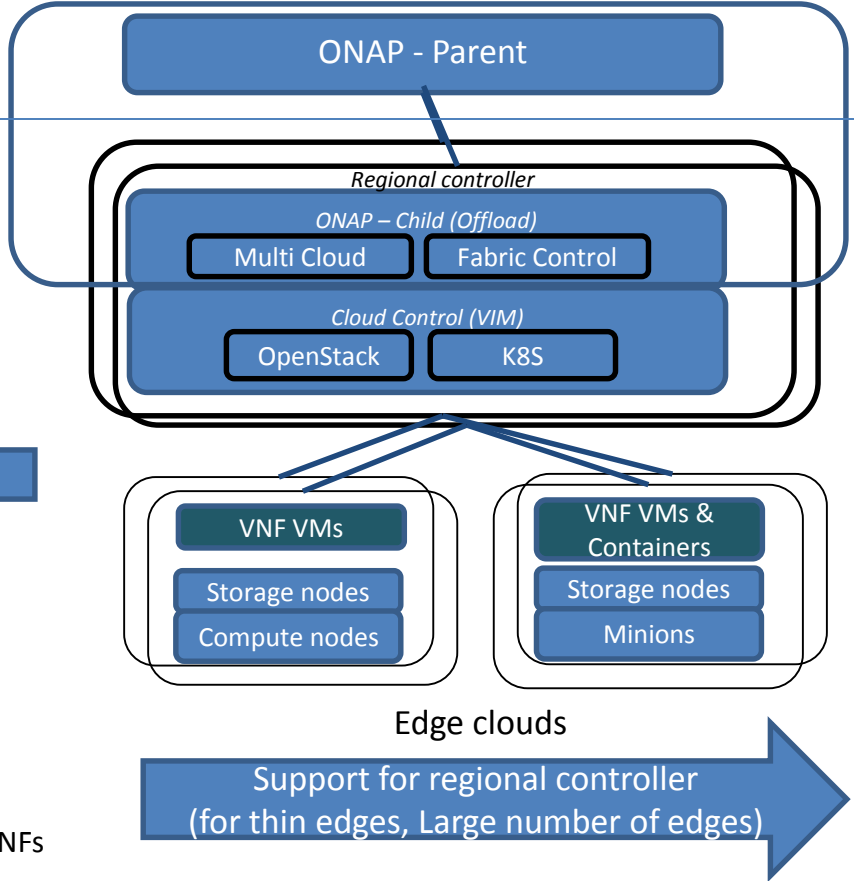 ONAP - Parent
Regional controller
ONAP – Child (Offload)
Multi Cloud
Fabric Control
Cloud Control (VIM)
OpenStack
K8S
VNF VMs
Storage nodes
Compute nodes
VNF VMs &
Containers
Storage nodes
Minions
Edge clouds
Support for regional controller
(for thin edges, Large number of edges)
NFs